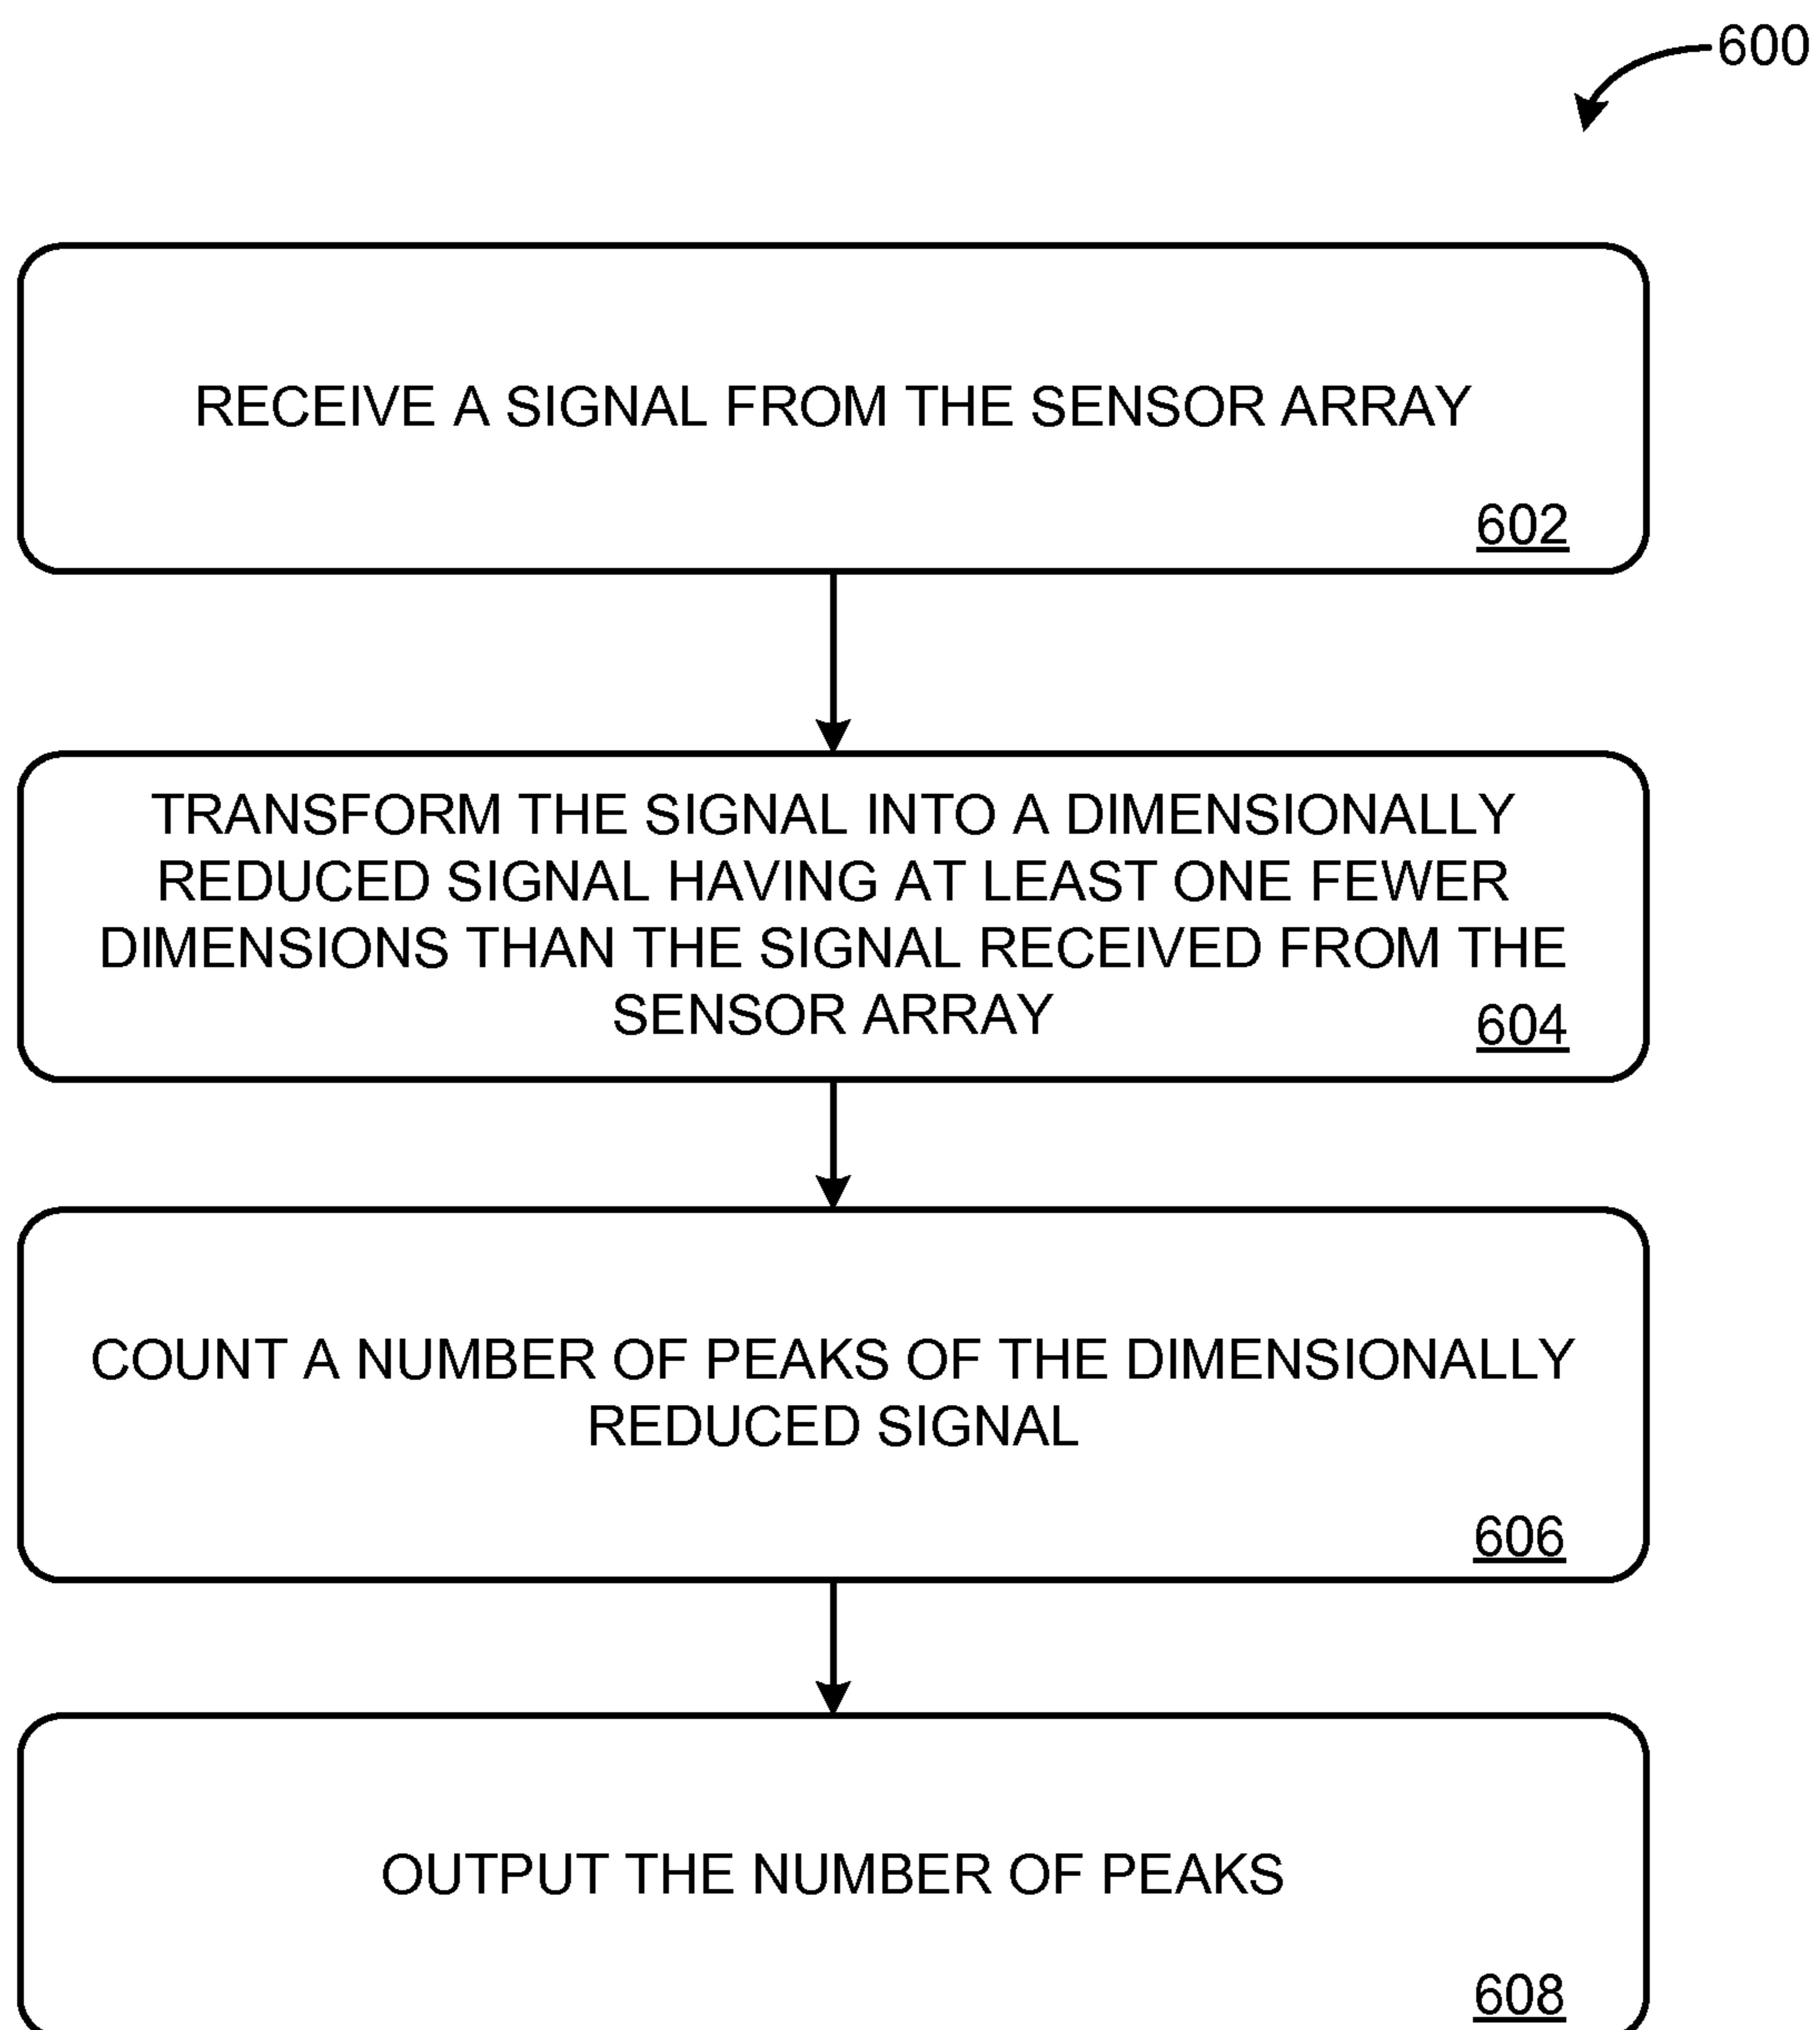 600
RECEIVE A SIGNAL FROM THE SENSOR ARRAY
602
TRANSFORM THE SIGNAL INTO A DIMENSIONALLY
REDUCED SIGNAL HAVING AT LEAST ONE FEWER
DIMENSIONS THAN THE SIGNAL RECEIVED FROM THE
SENSOR ARRAY
604
COUNT A NUMBER OF PEAKS OF THE DIMENSIONALLY
REDUCED SIGNAL
606
OUTPUT THE NUMBER OF PEAKS
608